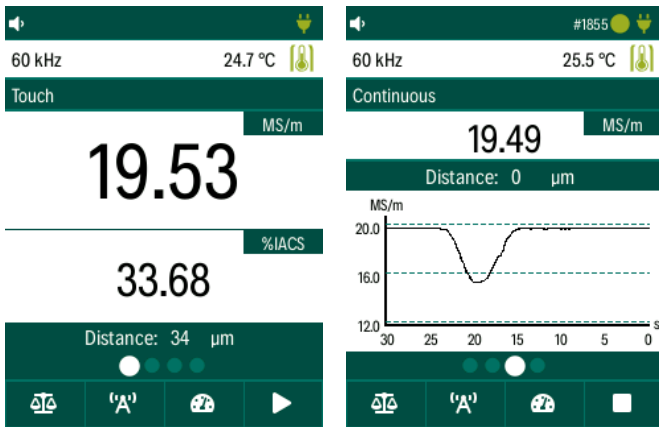 60 kHz
24.7 °C
Touch
MS/m
19.53
%IACS
33.68
Distance: 34 µm
'A'
#1855
60 kHz
25.5 °C
Continuous
MS/m
19.49
Distance: 0 µm
MS/m
20.0
16.0
12.0
s
30 25 20 15 10 5 0
'A'